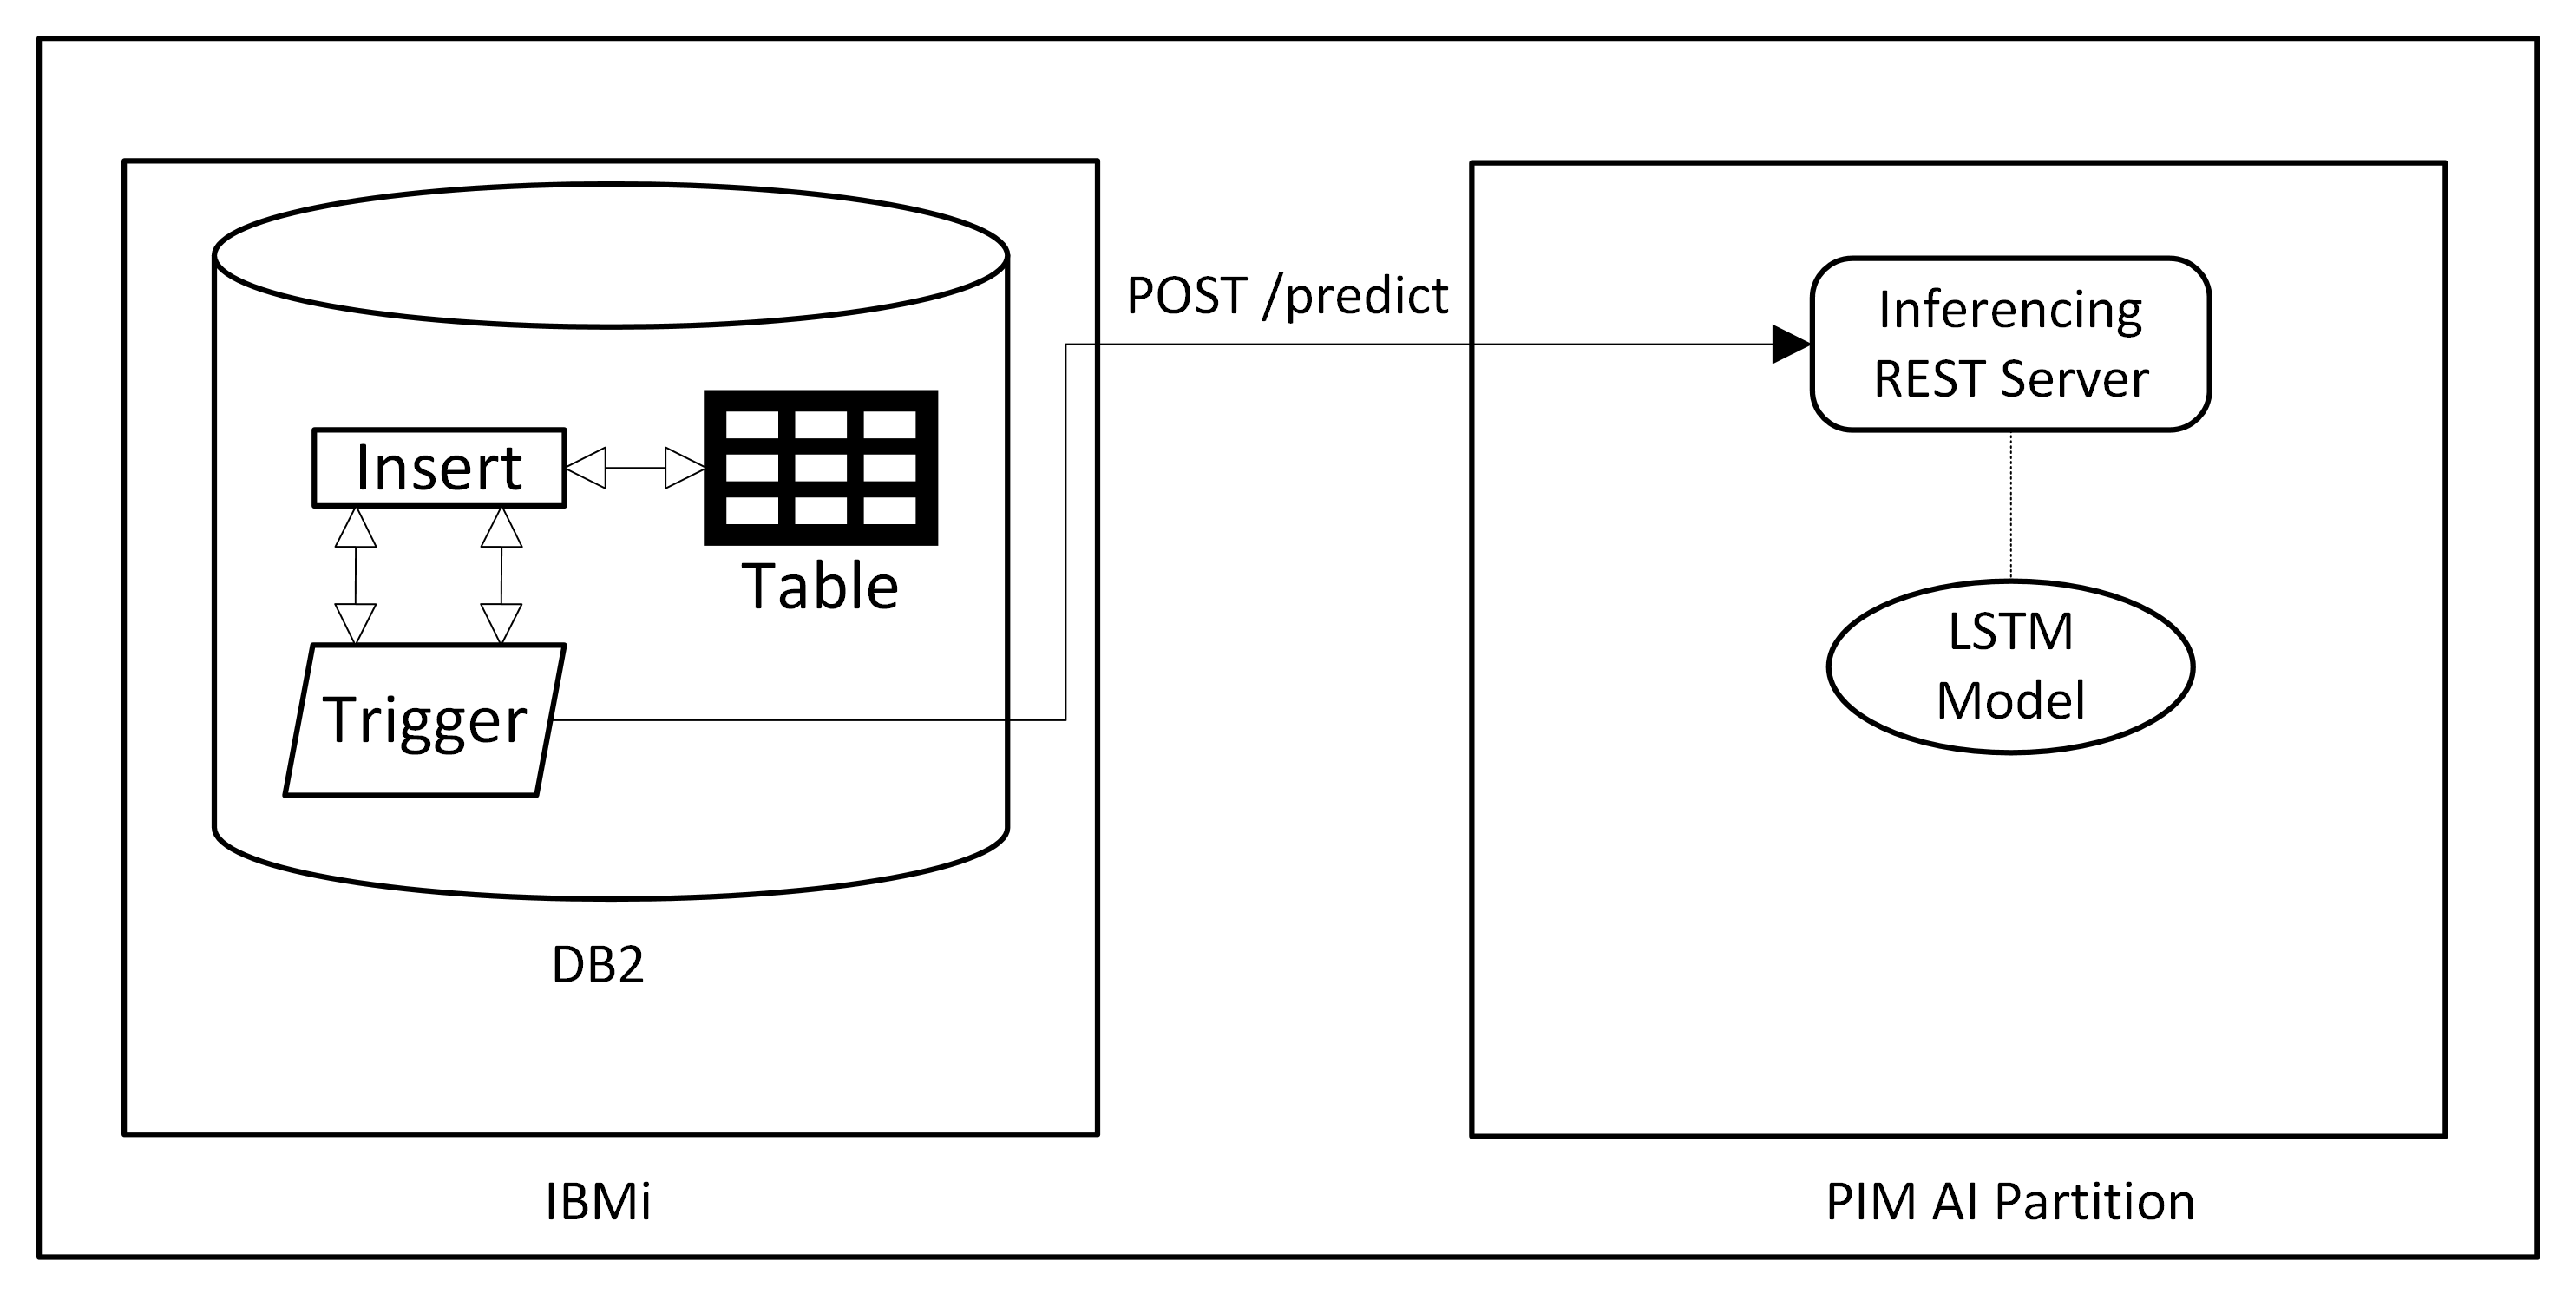 POST /predict
Inferencing
REST Server
Insert
Table
LSTM
Model
Trigger
DB2
IBMi
PIM AI Partition